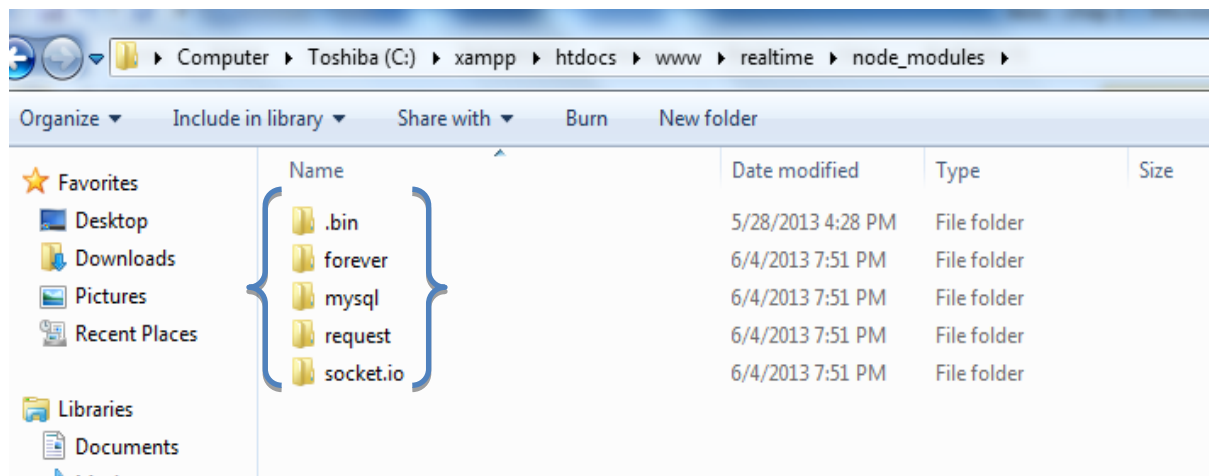 Computer Toshiba (C:) xampp htdocs www realtime node_modules
Organize Include in library Share with Burn New folder
Name Date modified Type Size
Favorites
Desktop
Downloads
Pictures
Recent Places
Libraries
Documents
.bin 5/28/2013 4:28 PM File folder
forever 6/4/2013 7:51 PM File folder
mysql 6/4/2013 7:51 PM File folder
request 6/4/2013 7:51 PM File folder
socket.io 6/4/2013 7:51 PM File folder